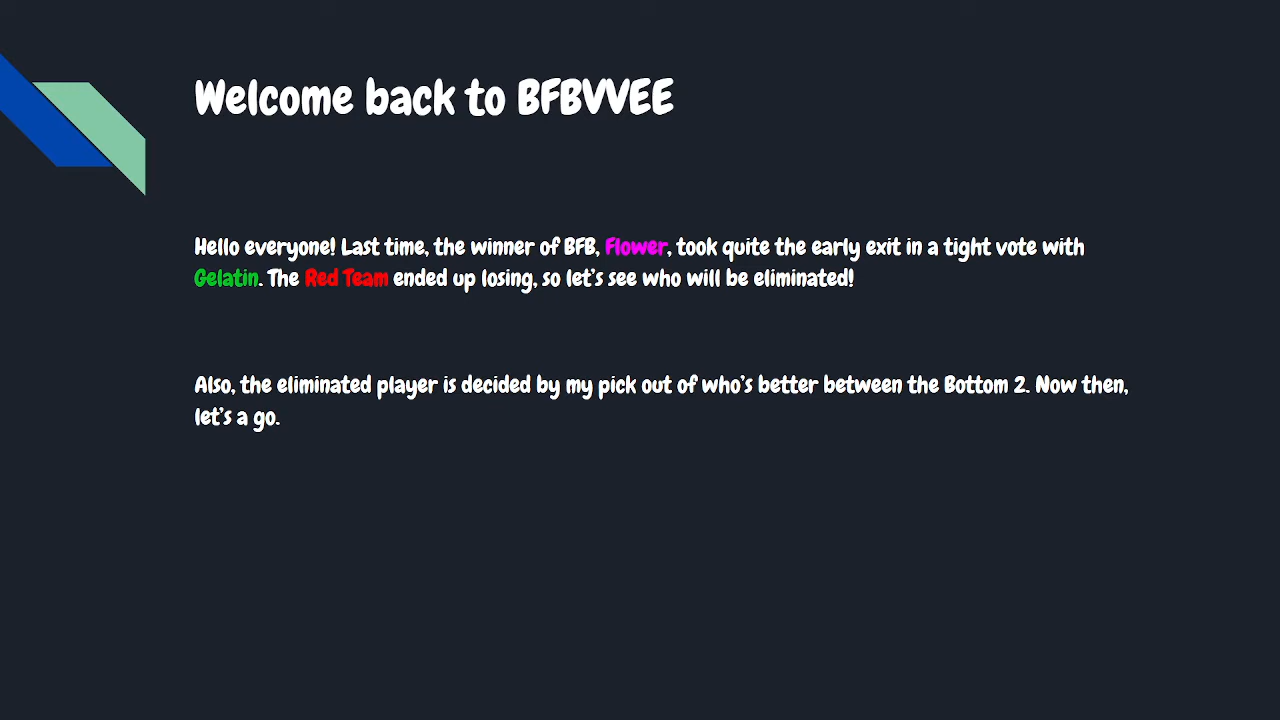 Welcome back to BFBVVEE
Hello everyone! Last time, the winner of BFB, Flower, took quite the early exit in a tight vote with
Gelatin. The Red Team ended up losing, so let's see who will be eliminated!
Also, the eliminated player is decided by my pick out of who's better between the Bottom 2. Now then,
let's a go.